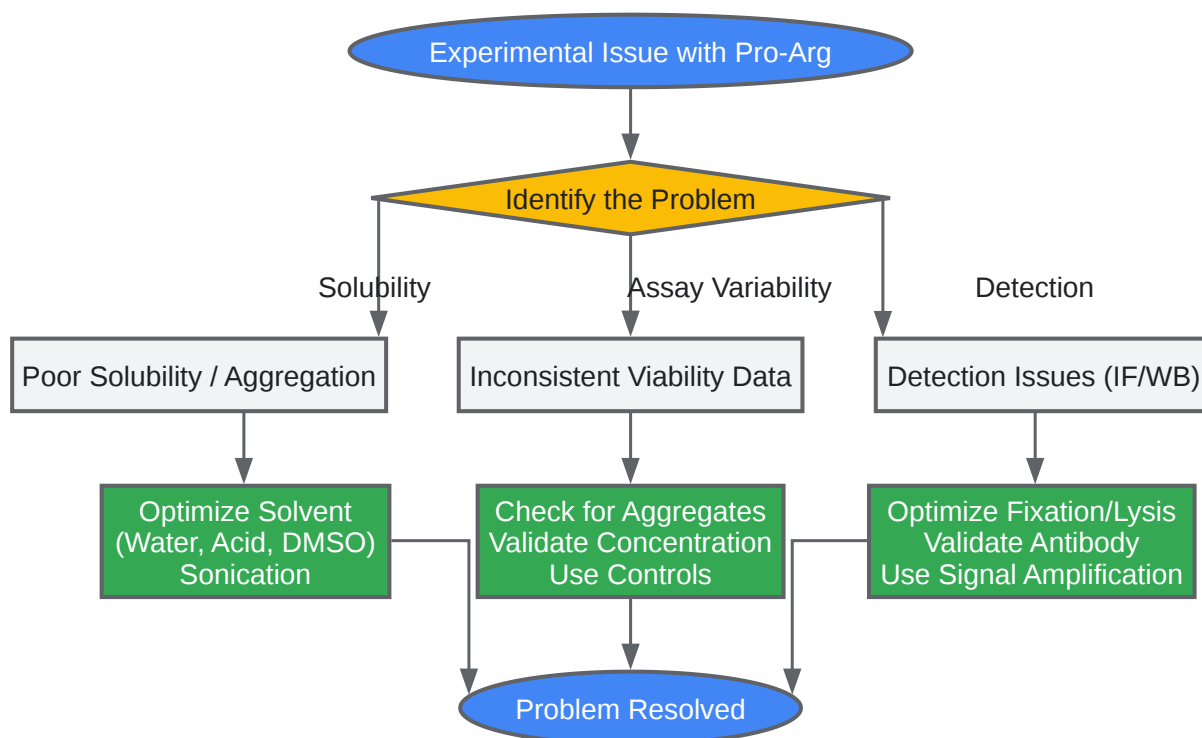 Experimental Issue with Pro-Arg
Identify the Problem
Solubility
Assay Variability
Detection
Poor Solubility / Aggregation
Inconsistent Viability Data
Detection Issues (IF/WB)
Optimize Solvent
(Water, Acid, DMSO)
Sonication
Check for Aggregates
Validate Concentration
Use Controls
Optimize Fixation/Lysis
Validate Antibody
Use Signal Amplification
Problem Resolved